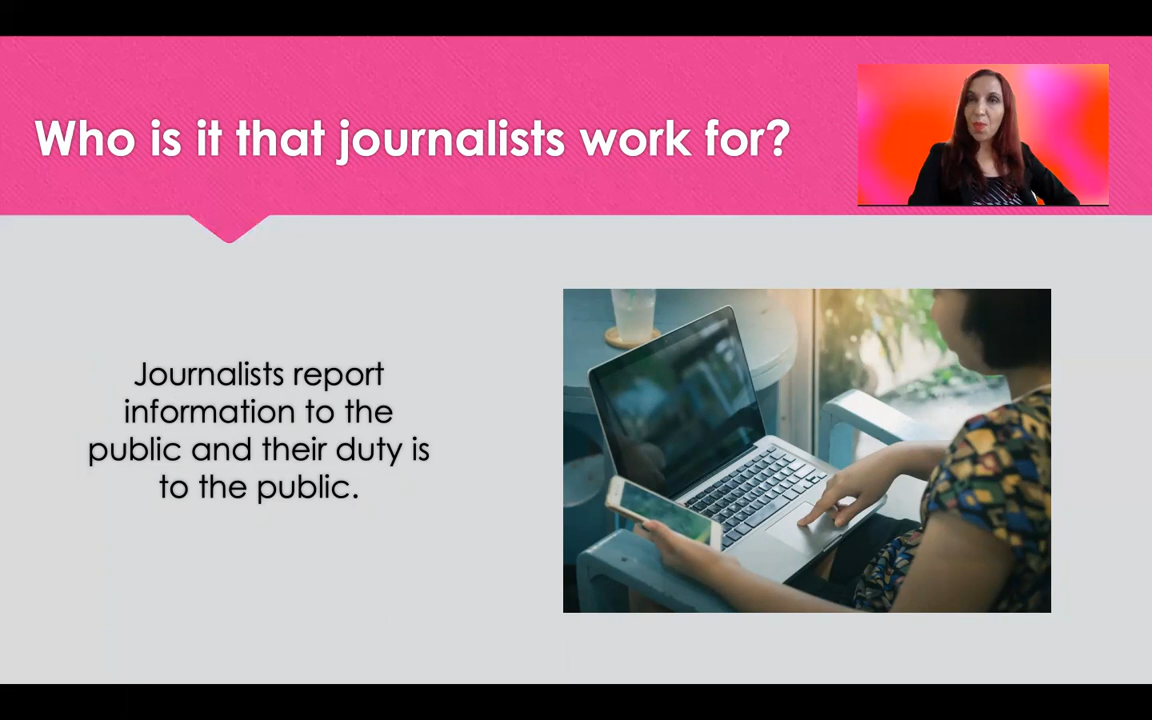 Who is it that journalists work for?
Journalists report
information to the
public and their duty is
to the public.